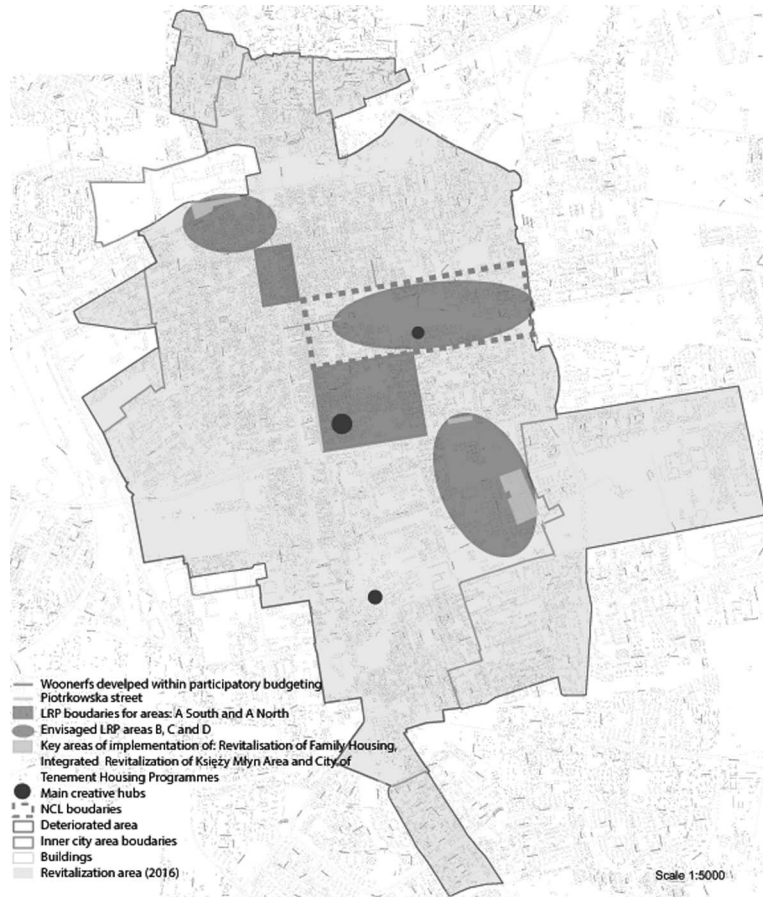 Woonerfs develped within participatory budgeting
Piotrkowska street
LRP boudaries for areas: A South and A North
Envisaged LRP areas B, C and D
Key areas of implementation of: Revitalisation of Family Housing,
Integrated Revitalization of Księży Młyn Area and City of
Tenement Housing Programmes
Main creative hubs
NCL boudaries
Deteriorated area
Inner city area boudaries
Buildings
Revitalization area (2016)
Scale 1:5000